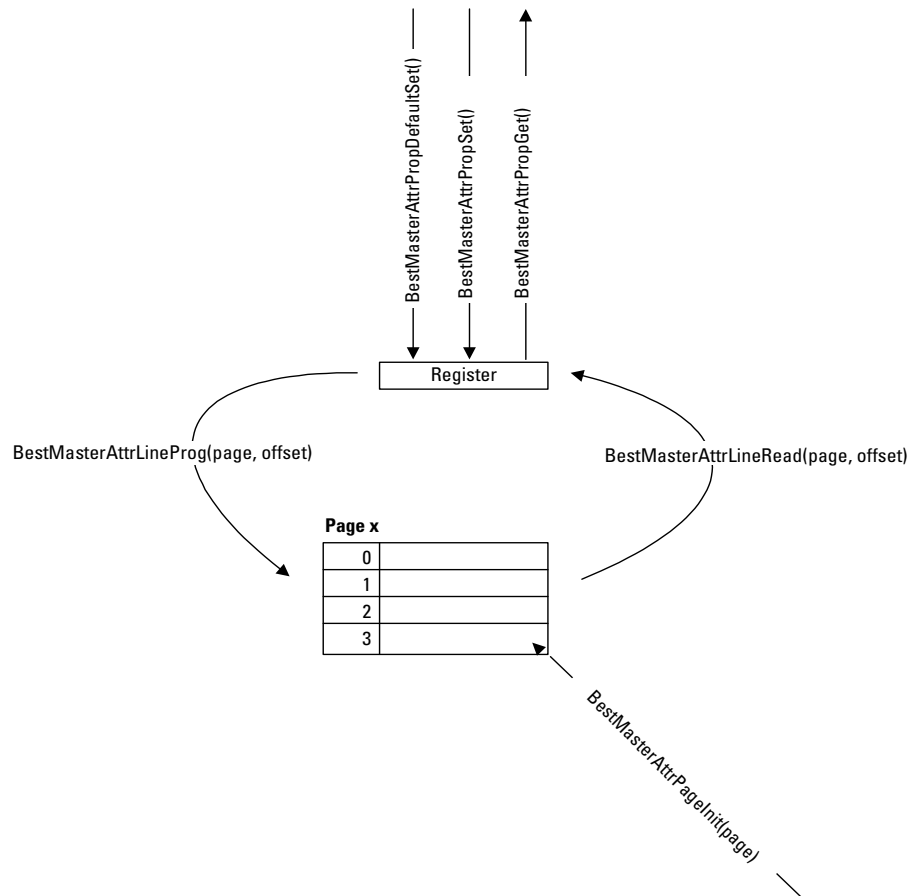 BestMasterAttrPropDefaultSet()
BestMasterAttrPropSet()
BestMasterAttrPropGet()
Register
BestMasterAttrLineProg(page, offset)
BestMasterAttrLineRead(page, offset)
Page x
0
1
2
3
BestMasterAttrPageInit(page)